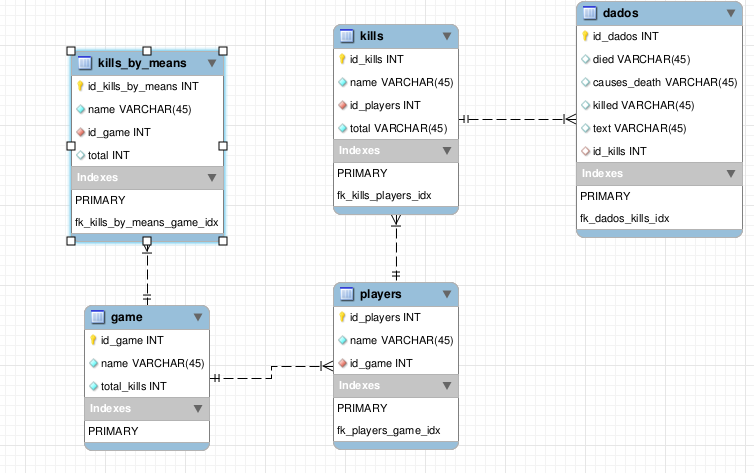 kills_by_means
id_kills_by_means INT
name VARCHAR(45)
id_game INT
total INT
Indexes
PRIMARY
fk_kills_by_means_game_idx
kills
id_kills INT
name VARCHAR(45)
id_players INT
total VARCHAR(45)
Indexes
PRIMARY
fk_kills_players_idx
dados
id_dados INT
died VARCHAR(45)
causes_death VARCHAR(45)
killed VARCHAR(45)
text VARCHAR(45)
id_kills INT
Indexes
PRIMARY
fk_dados_kills_idx
game
id_game INT
name VARCHAR(45)
total_kills INT
Indexes
PRIMARY
players
id_players INT
name VARCHAR(45)
id_game INT
Indexes
PRIMARY
fk_players_game_idx